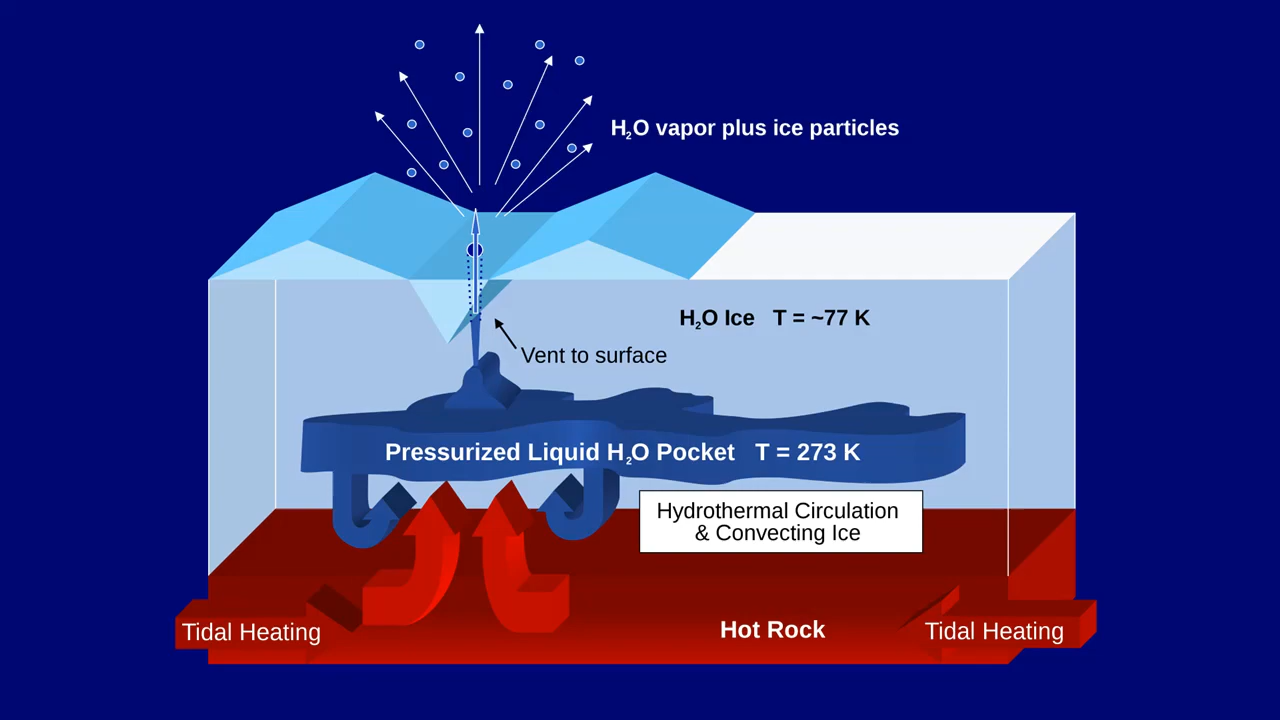 H₂O vapor plus ice particles
H₂O Ice T = ~77 K
Vent to surface
Pressurized Liquid H₂O Pocket T = 273 K
Hydrothermal Circulation
& Convecting Ice
Tidal Heating
Hot Rock
Tidal Heating